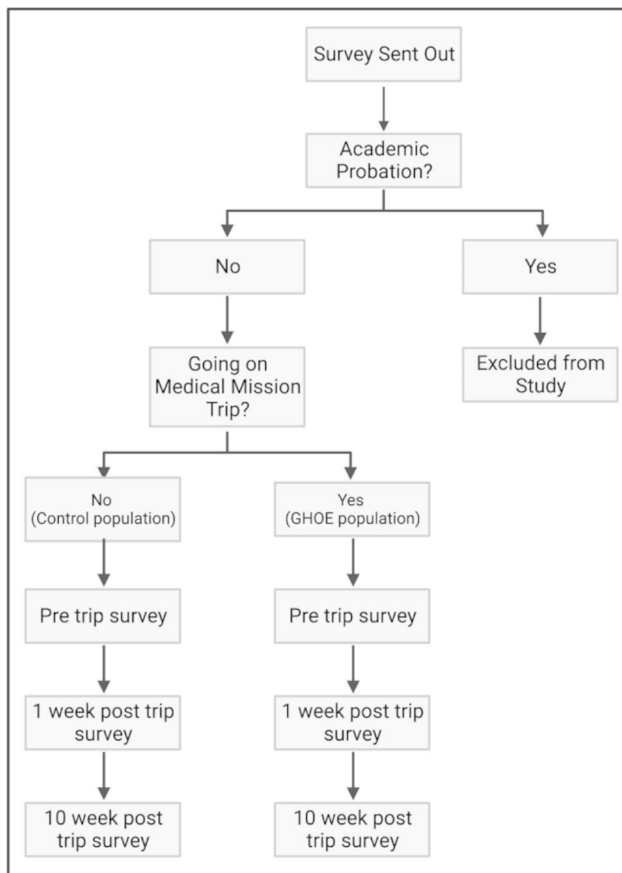 Survey Sent Out
Academic
Probation?
No
Yes
Going on
Medical Mission
Trip?
Excluded from
Study
No
(Control population)
Yes
(GHOE population)
Pre trip survey
Pre trip survey
1 week post trip
survey
1 week post trip
survey
10 week post
trip survey
10 week post
trip survey